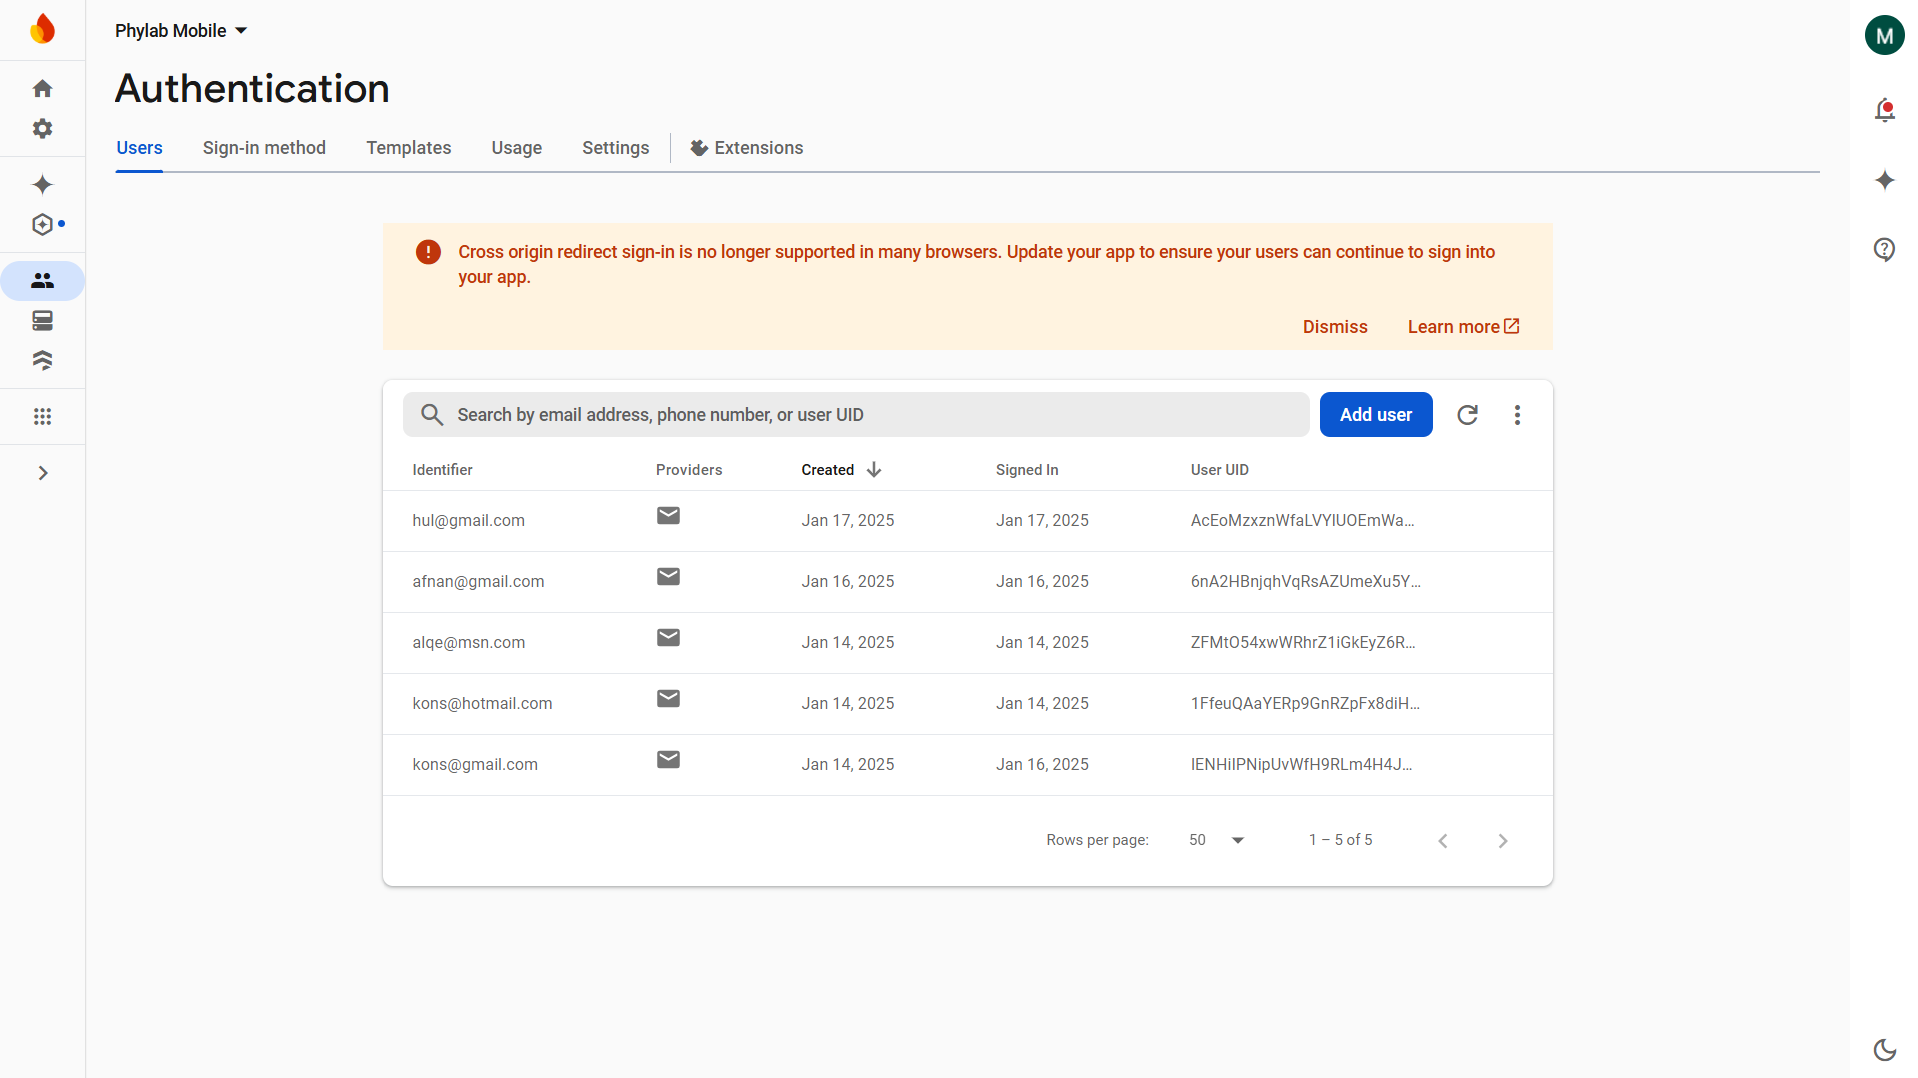 Phylab Mobile
M
Authentication
Users Sign-in method Templates Usage Settings Extensions
Cross origin redirect sign-in is no longer supported in many browsers. Update your app to ensure your users can continue to sign into
your app.
Dismiss Learn more
Search by email address, phone number, or user UID Add user
Identifier Providers Created Signed In User UID
hul@gmail.com Jan 17, 2025 Jan 17, 2025 AcEoMzxznWfaLVYlUOEmWa...
afnan@gmail.com Jan 16, 2025 Jan 16, 2025 6nA2HBnjqhVqRsAZUmeXu5Y...
alqe@msn.com Jan 14, 2025 Jan 14, 2025 ZFMtO54xwWRhrZ1iGkEyZ6R...
kons@hotmail.com Jan 14, 2025 Jan 14, 2025 1FfeuQAaYERp9GnRZpFx8diH...
kons@gmail.com Jan 14, 2025 Jan 16, 2025 IENHiIPNipUvWfH9RLm4H4J...
Rows per page: 50 1 – 5 of 5